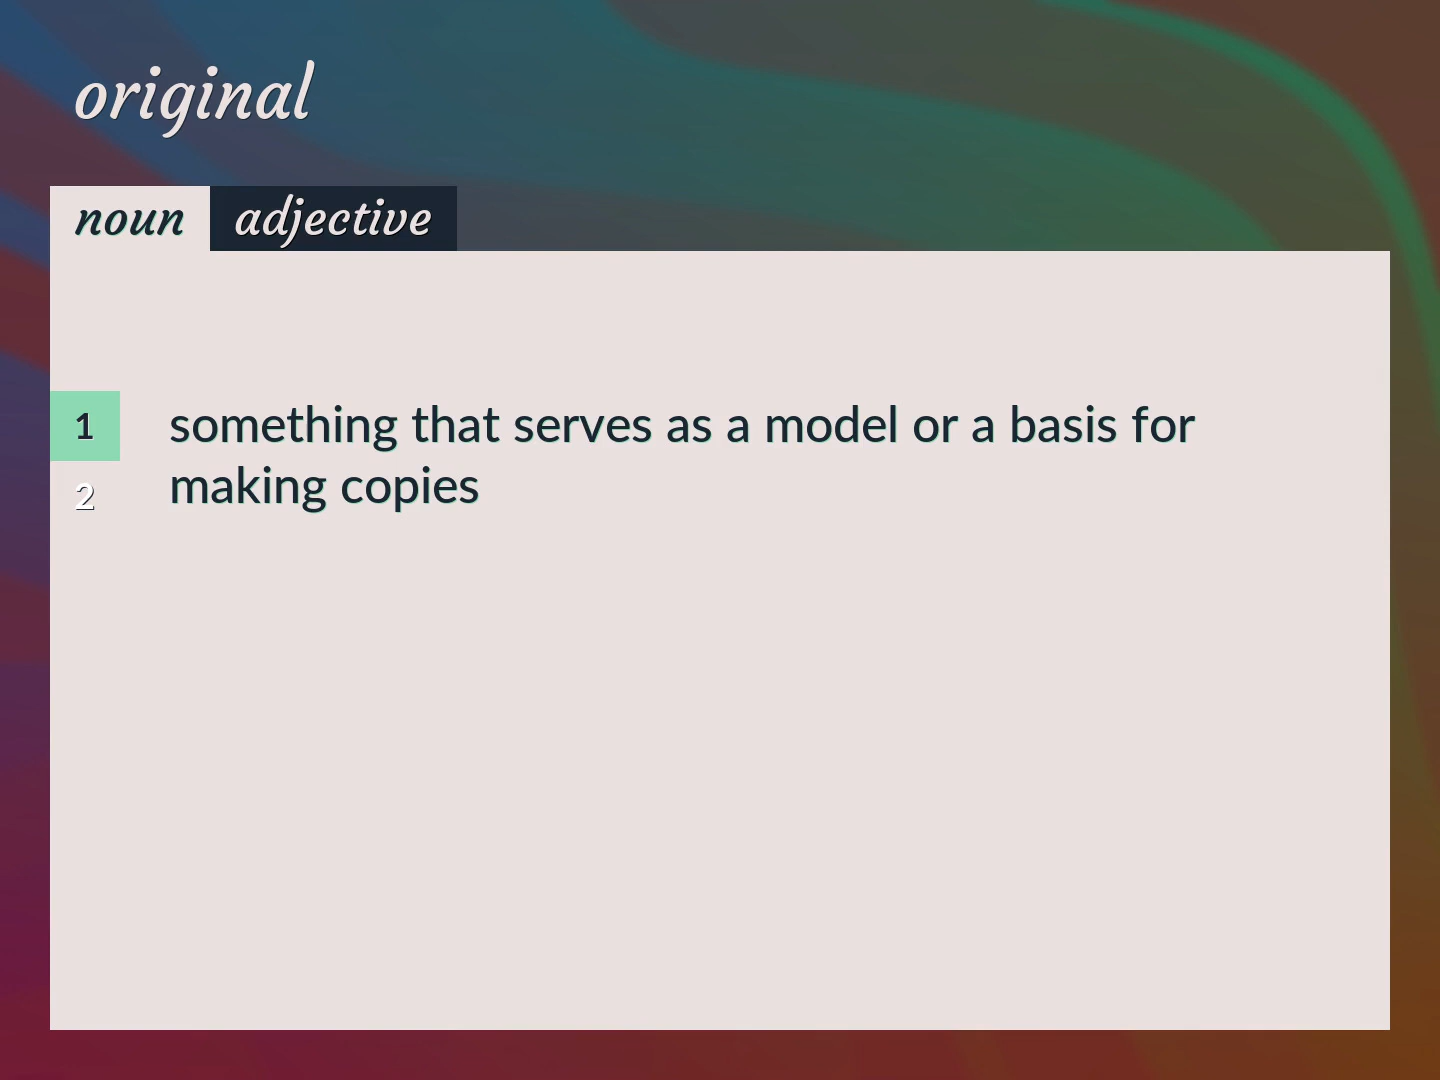 original
noun adjective
1 something that serves as a model or a basis for
making copies
2